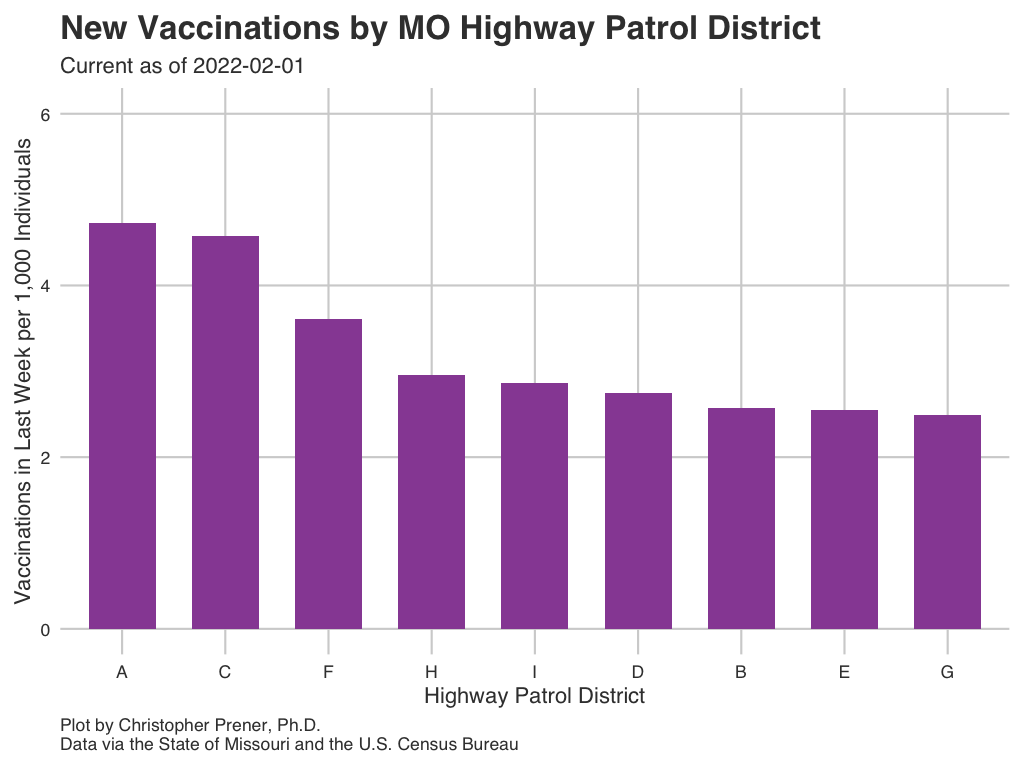 New Vaccinations by MO Highway Patrol District
Current as of 2022-02-01
Vaccinations in Last Week per 1,000 Individuals
6
4
2
0
A C F H I D B E G
Highway Patrol District
Plot by Christopher Prener, Ph.D.
Data via the State of Missouri and the U.S. Census Bureau